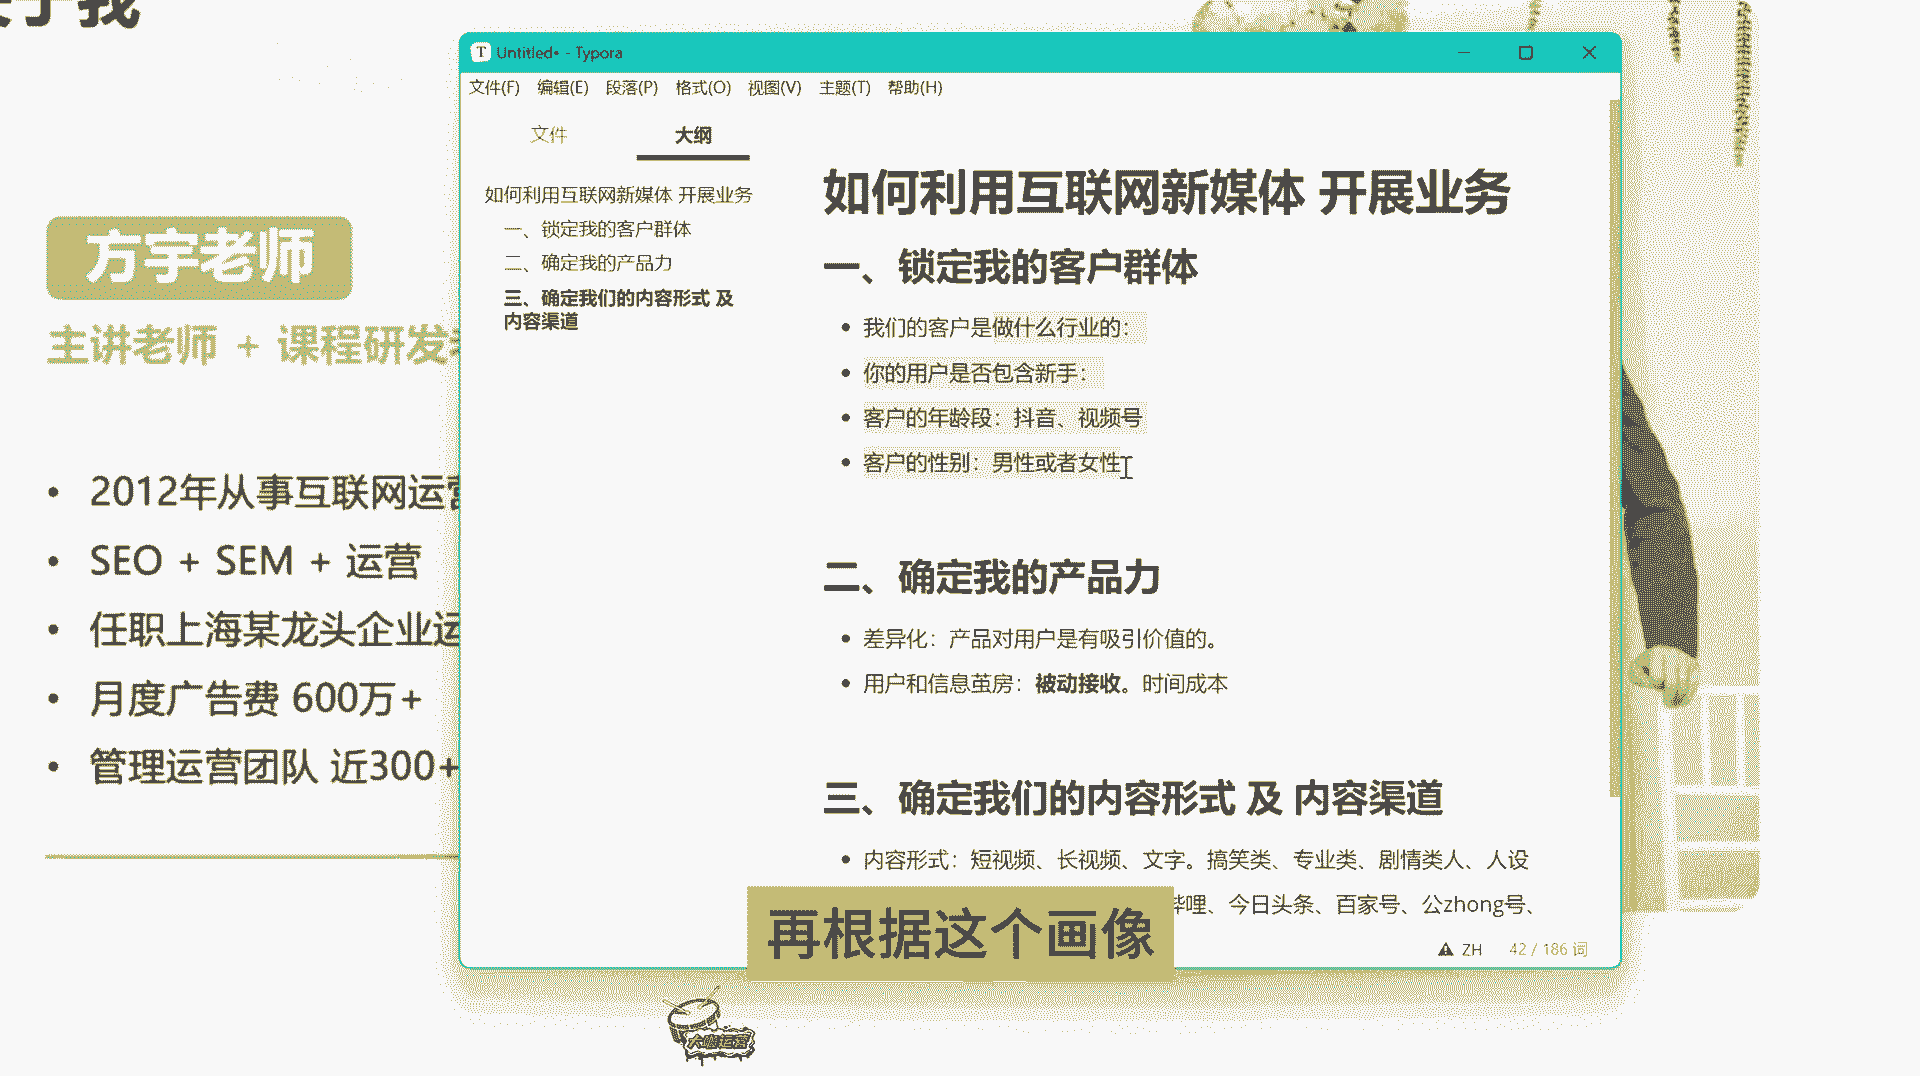 于我
方宇老师
主讲老师 + 课程研发
2012年从事互联网运营
SEO + SEM + 运营
任职上海某龙头企业运
月度广告费 600万+
管理运营团队 近300+
Untitled• - Typora
文件(F) 编辑(E) 段落(P) 格式(O) 视图(V) 主题(T) 帮助(H)
文件 大纲
如何利用互联网新媒体 开展业务
一、锁定我的客户群体
二、确定我的产品力
三、确定我们的内容形式 及
内容渠道
如何利用互联网新媒体 开展业务
一、锁定我的客户群体
我们的客户是做什么行业的：
你的用户是否包含新手：
客户的年龄段：抖音、视频号
客户的性别：男性或者女性
二、确定我的产品力
差异化：产品对用户是有吸引价值的。
用户和信息茧房：被动接收。时间成本
三、确定我们的内容形式 及 内容渠道
内容形式：短视频、长视频、文字。搞笑类、专业类、剧情类人、人设
哔哩、今日头条、百家号、公zhong号、
ZH 42 / 186 词
再根据这个画像